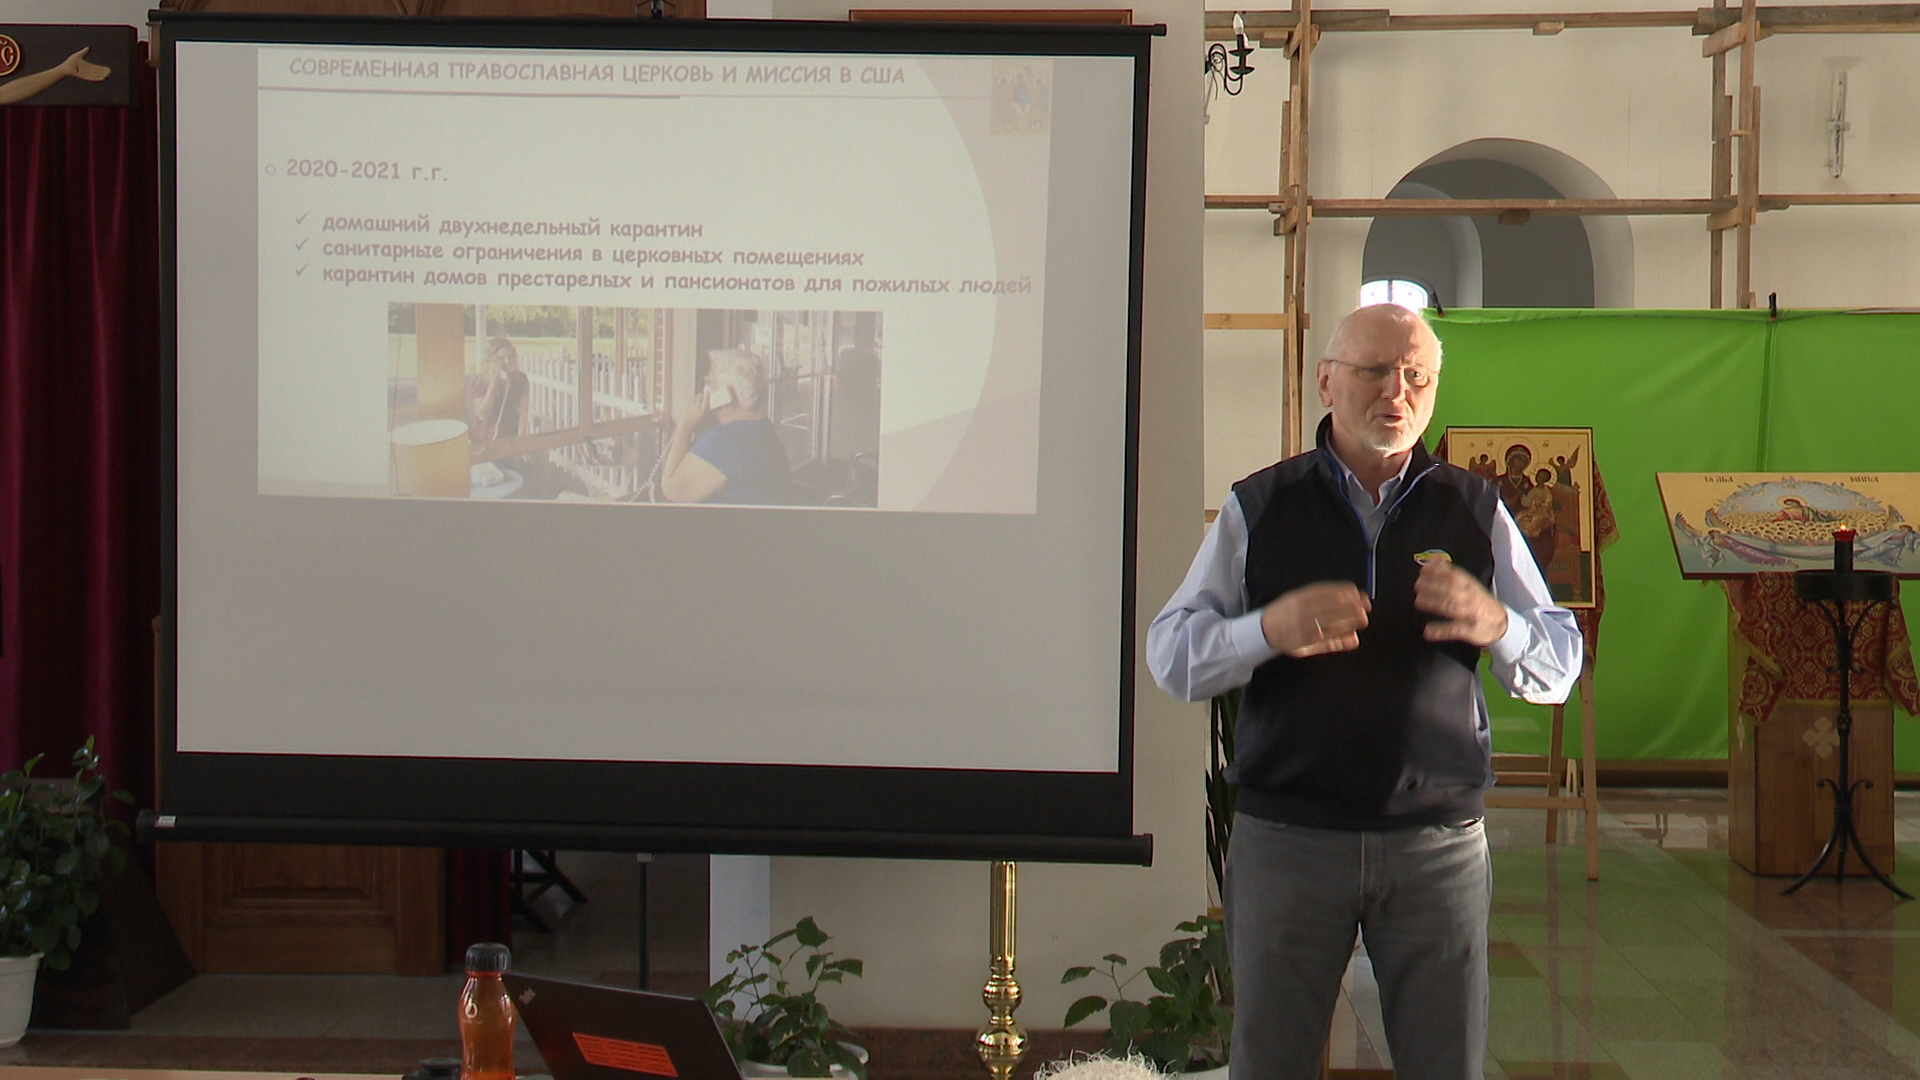 СОВРЕМЕННАЯ ПРАВОСЛАВНАЯ ЦЕРКОВЬ И МИССИЯ В США
2020-2021 г.г.
домашний двухнедельный карантин
санитарные ограничения в церковных помещениях
карантин домов престарелых и пансионатов для пожилых людей